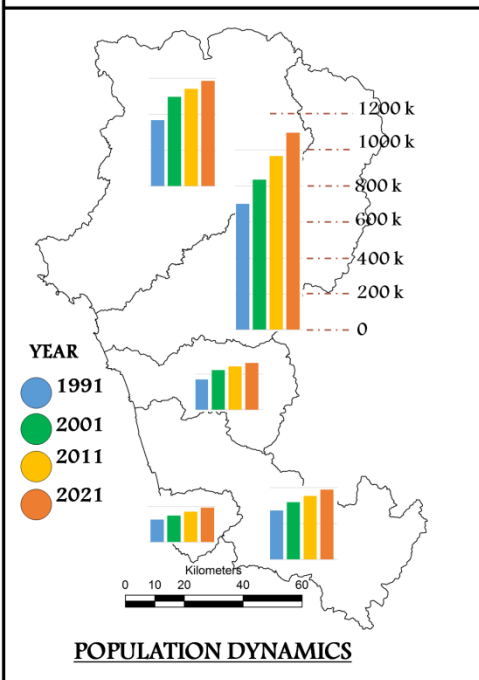 1200 k
1000 k
800 k
600 k
400 k
200 k
0
YEAR
1991
2001
2011
2021
Kilometers
0 10 20 40 60
POPULATION DYNAMICS